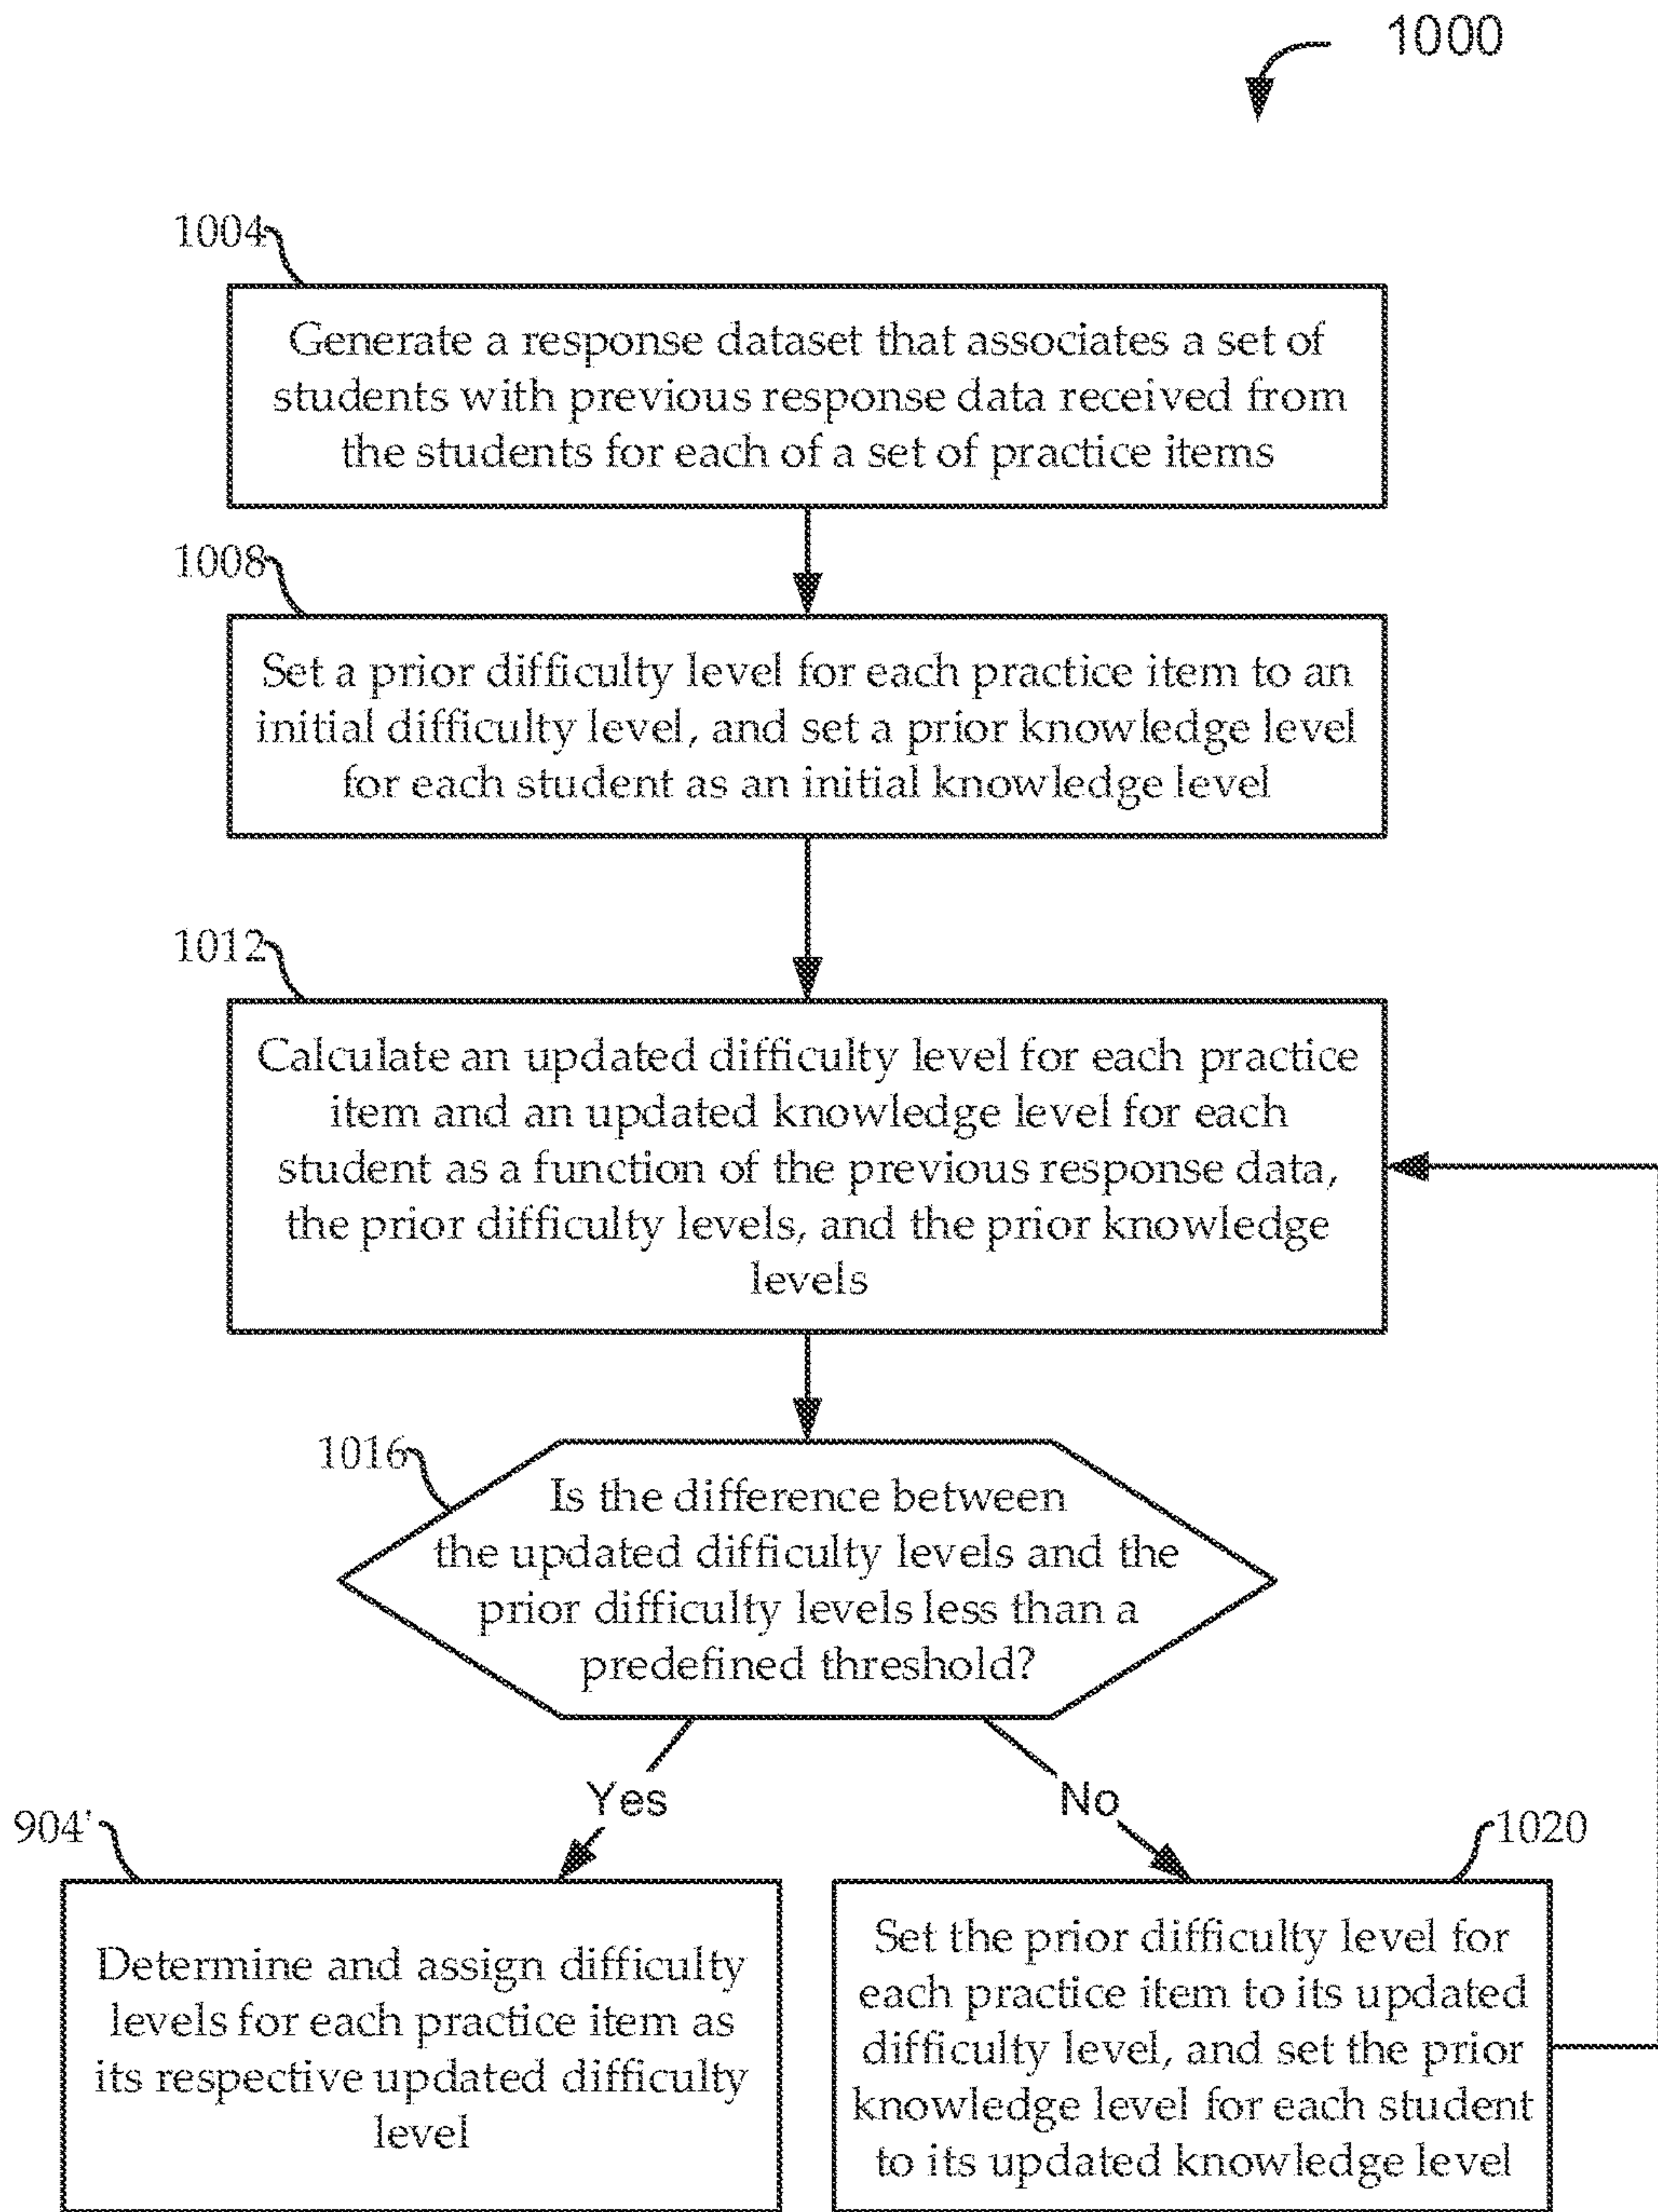 1000
1004
Generate a response dataset that associates a set of
students with previous response data received from
the students for each of a set of practice items
1008
Set a prior difficulty level for each practice item to an
initial difficulty level, and set a prior knowledge level
for each student as an initial knowledge level
1012
Calculate an updated difficulty level for each practice
item and an updated knowledge level for each
student as a function of the previous response data,
the prior difficulty levels, and the prior knowledge
levels
1016
Is the difference between
the updated difficulty levels and the
prior difficulty levels less than a
predefined threshold?
Yes
No
904'
Determine and assign difficulty
levels for each practice item as
its respective updated difficulty
level
1020
Set the prior difficulty level for
each practice item to its updated
difficulty level, and set the prior
knowledge level for each student
to its updated knowledge level